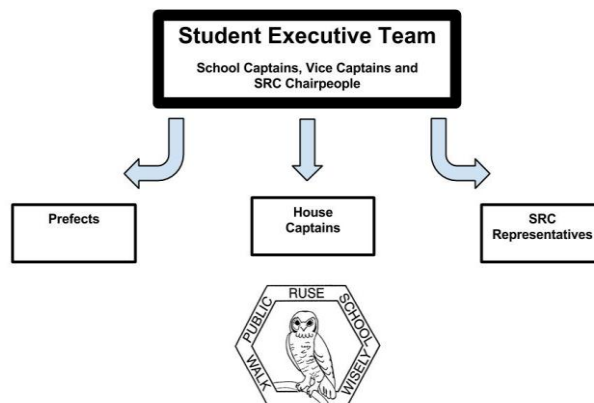 Student Executive Team
School Captains, Vice Captains and
SRC Chairpeople
Prefects
House
Captains
SRC
Representatives
PUBLIC RUSE SCHOOL
WALK WISELY